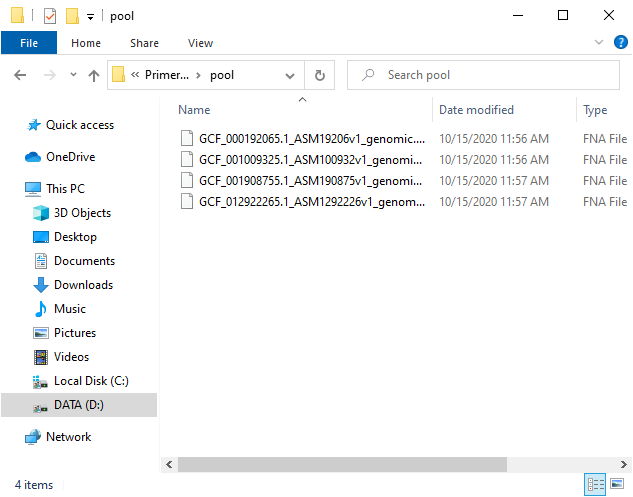 pool
File Home Share View
« Primer... › pool
Search pool
Name Date modified Type
Quick access
OneDrive
This PC
3D Objects
Desktop
Documents
Downloads
Music
Pictures
Videos
Local Disk (C:)
DATA (D:)
Network
GCF_000192065.1_ASM19206v1_genomic.... 10/15/2020 11:56 AM FNA File
GCF_001009325.1_ASM100932v1_genomi... 10/15/2020 11:56 AM FNA File
GCF_001908755.1_ASM190875v1_genomi... 10/15/2020 11:57 AM FNA File
GCF_012922265.1_ASM1292226v1_genom... 10/15/2020 11:57 AM FNA File
4 items